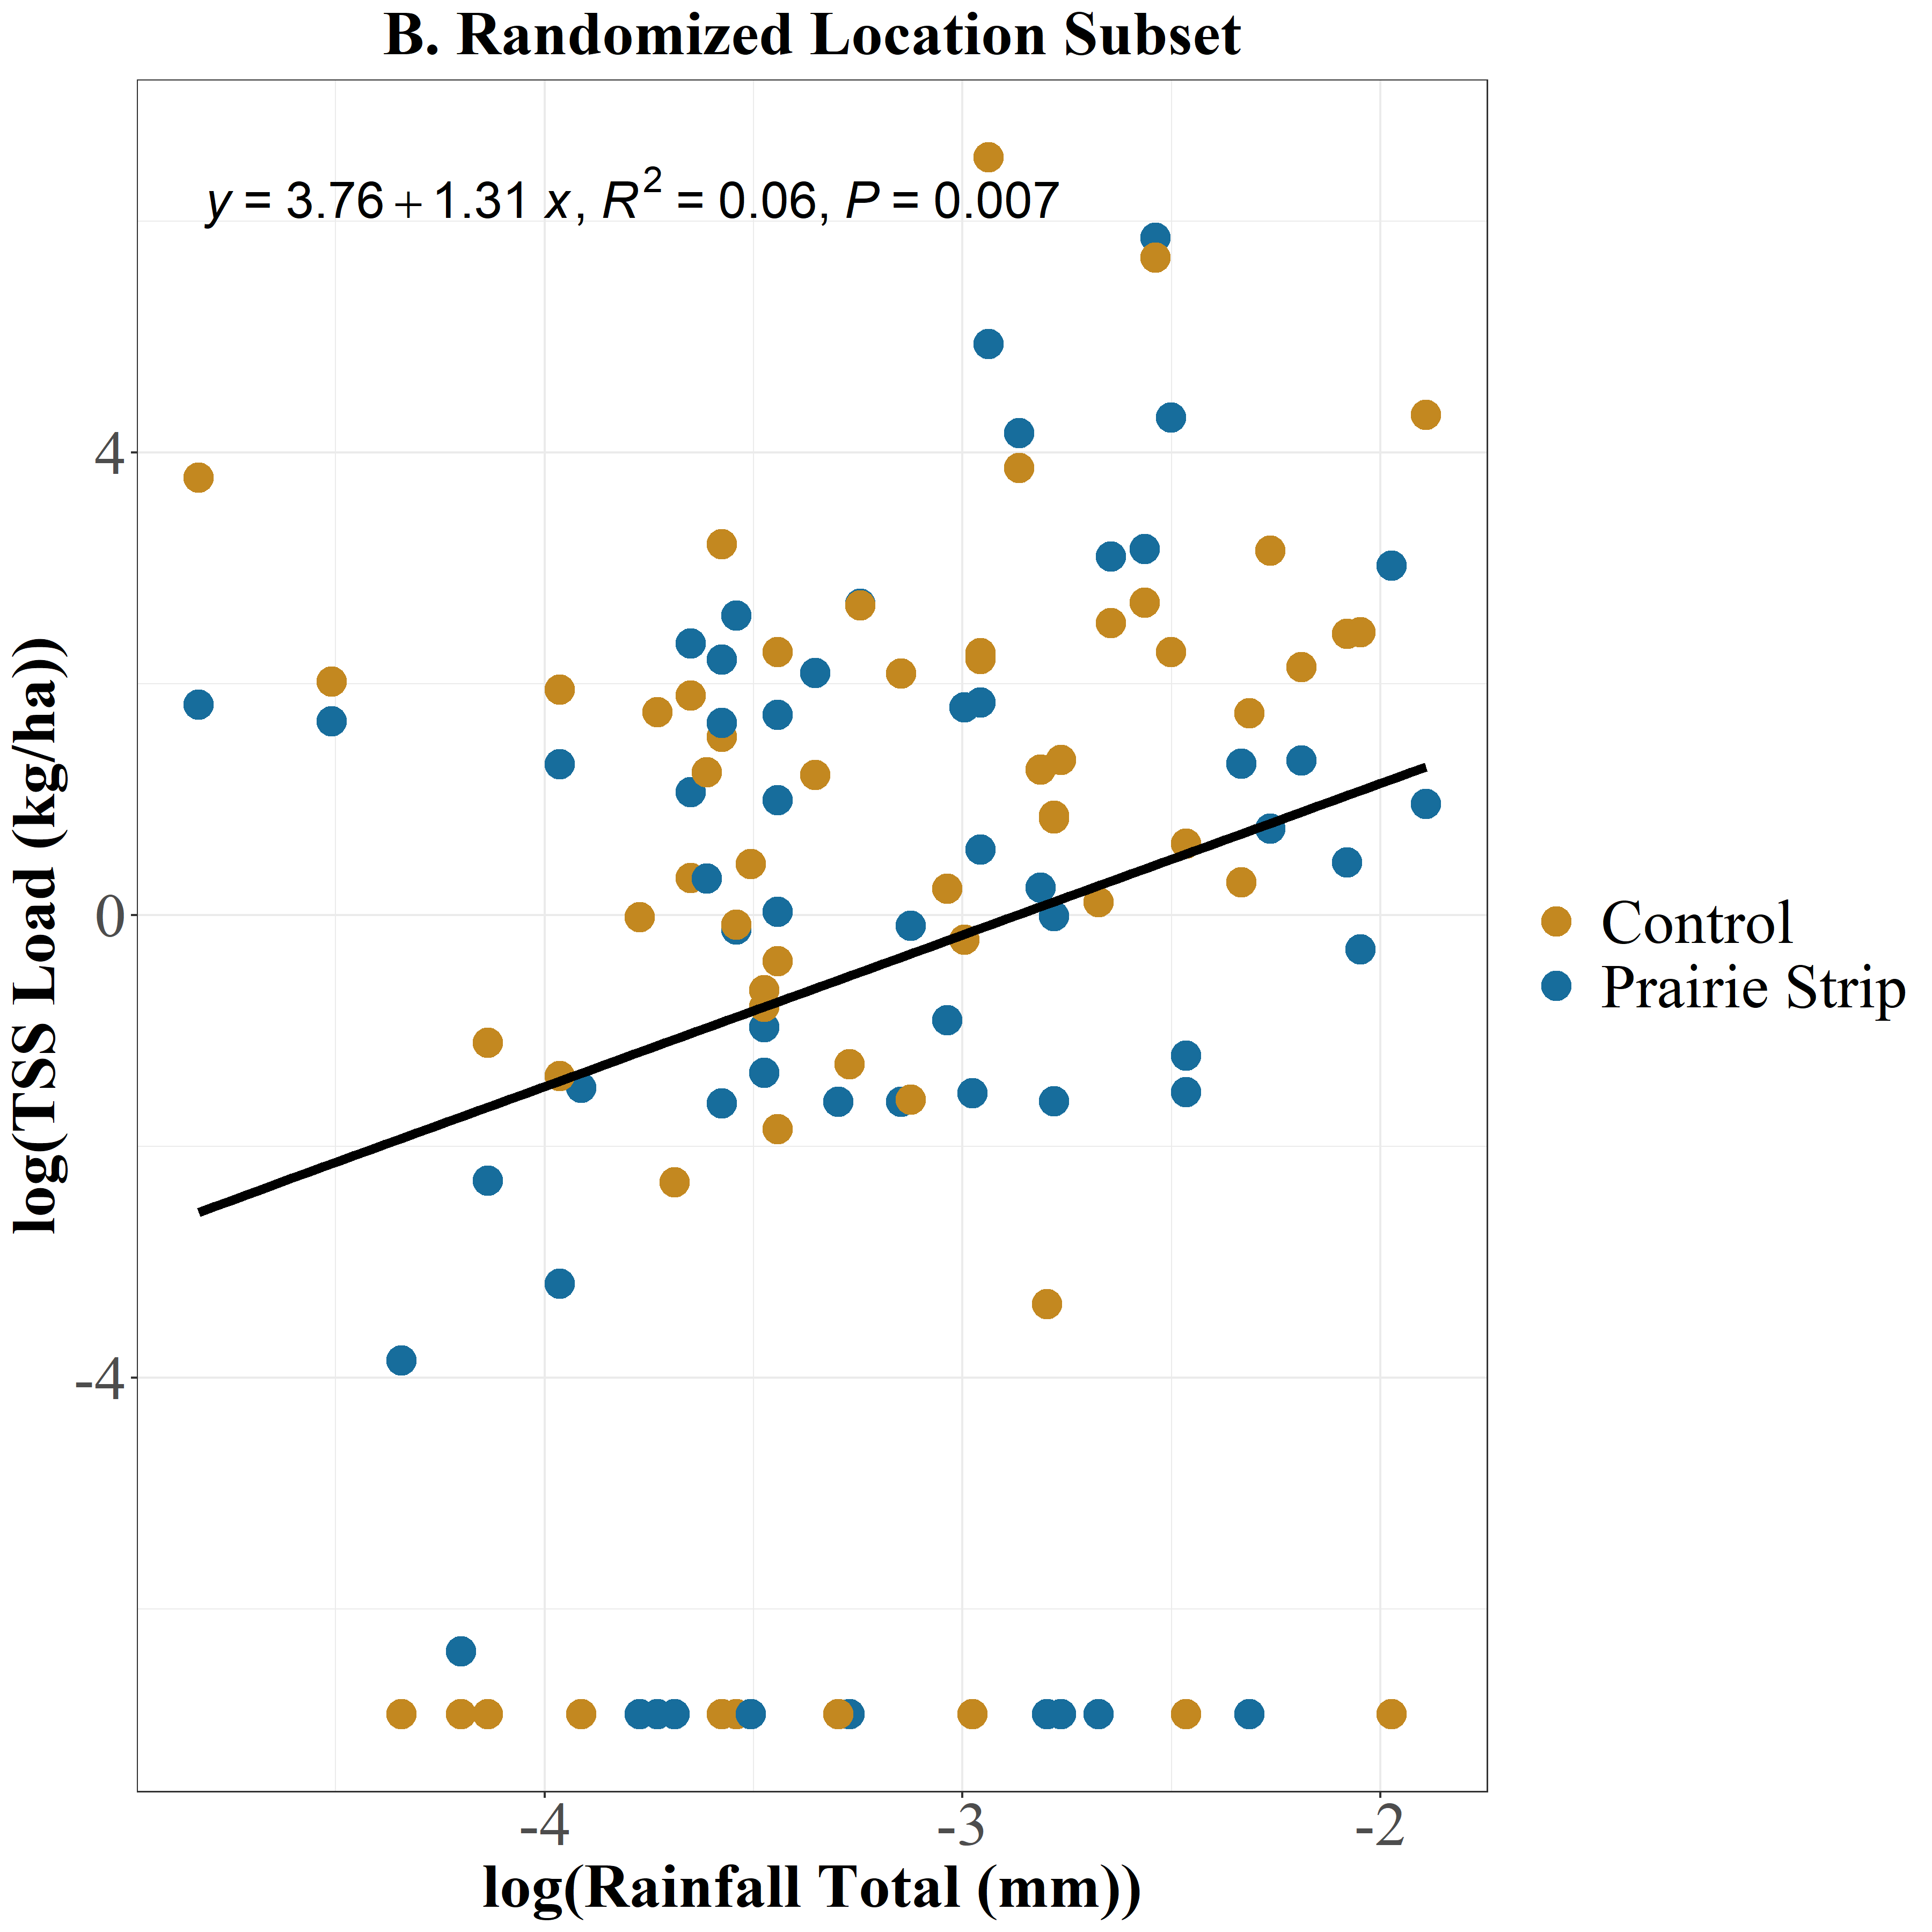 B. Randomized Location Subset
y = 3.76 + 1.31 x, R² = 0.06, P = 0.007
log(TSS Load (kg/ha))
4
0
-4
Control
Prairie Strip
-4
-3
-2
log(Rainfall Total (mm))